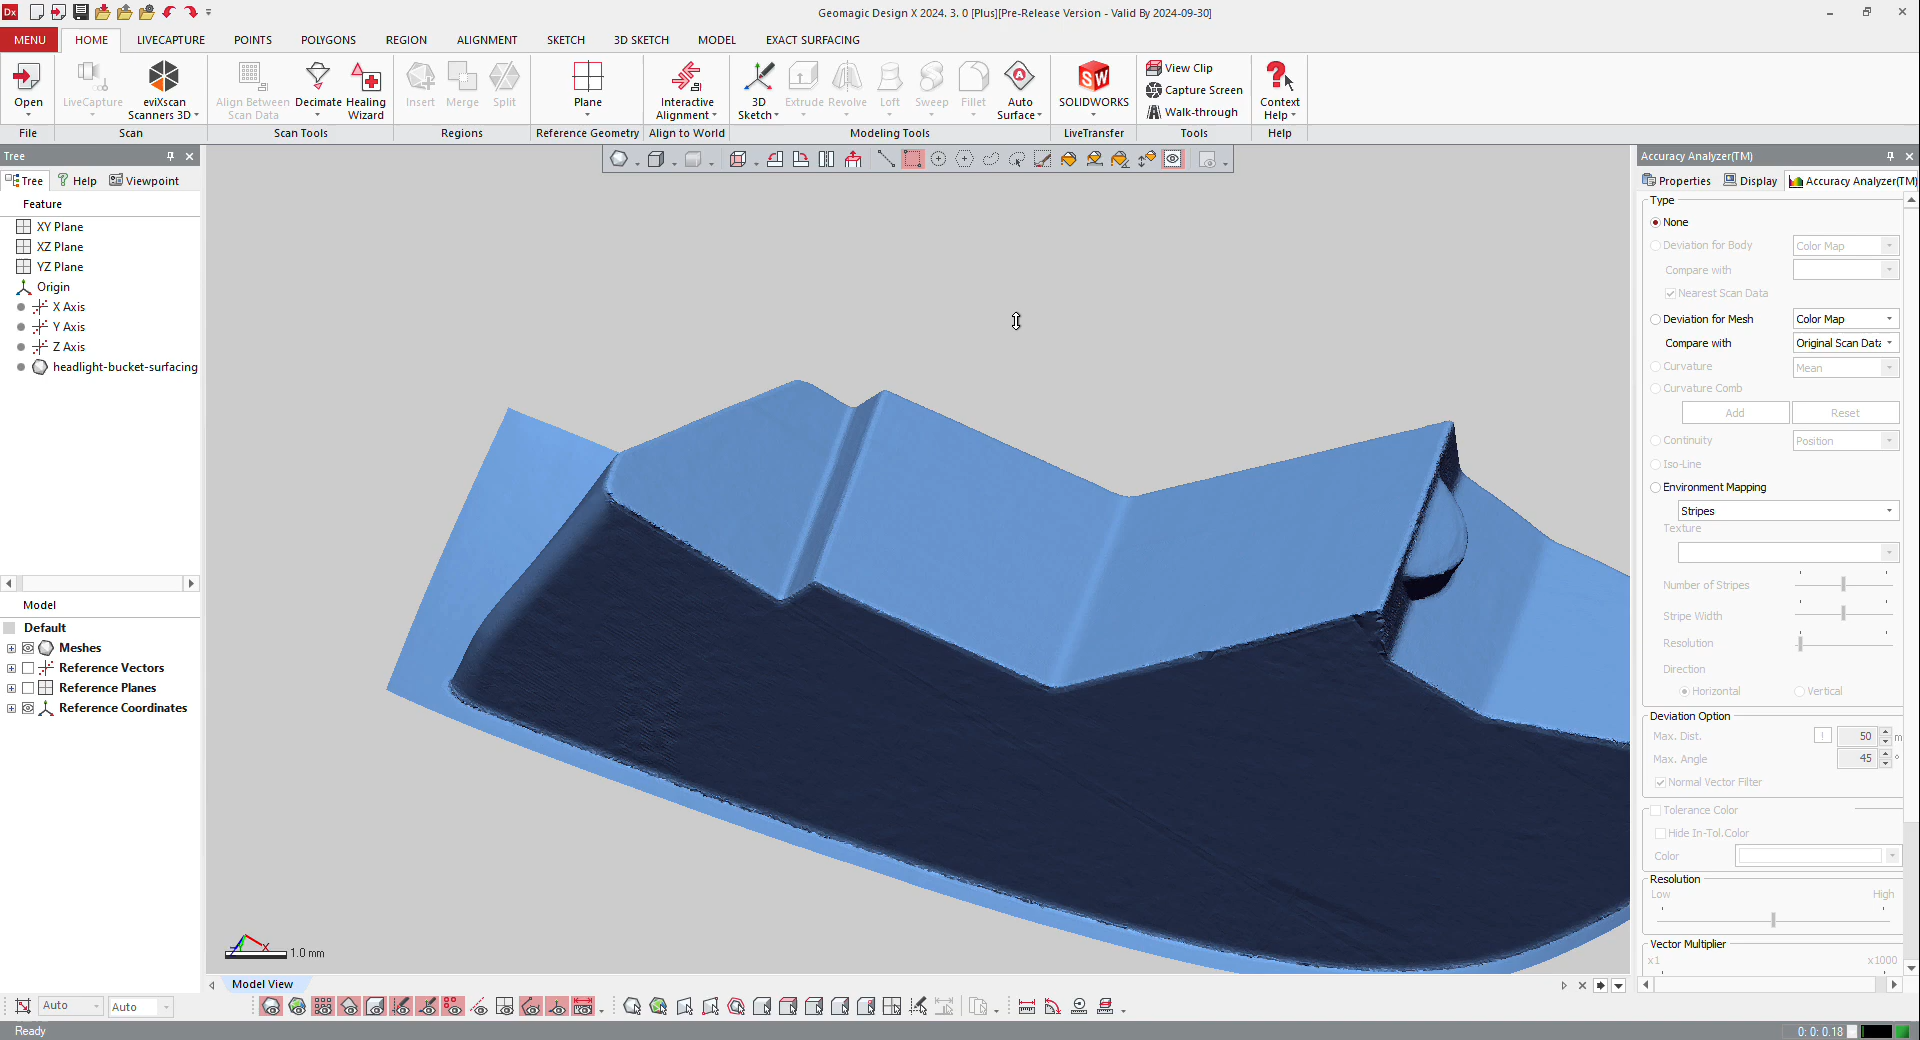 Dx
Geomagic Design X 2024. 3. 0 [Plus][Pre-Release Version - Valid By 2024-09-30]
MENU HOME LIVECAPTURE POINTS POLYGONS REGION ALIGNMENT SKETCH 3D SKETCH MODEL EXACT SURFACING
Open
LiveCapture
eviXscan
Scanners 3D
Align Between
Scan Data
Decimate
Healing
Wizard
Insert
Merge
Split
Plane
Interactive
Alignment
3D
Sketch
Extrude
Revolve
Loft
Sweep
Fillet
Auto
Surface
SW
SOLIDWORKS
View Clip
Capture Screen
Walk-through
Context
Help
File Scan Scan Tools Regions Reference Geometry Align to World Modeling Tools LiveTransfer Tools Help
Tree
Tree Help Viewpoint
Feature
XY Plane
XZ Plane
YZ Plane
Origin
X Axis
Y Axis
Z Axis
headlight-bucket-surfacing
Model
Default
Meshes
Reference Vectors
Reference Planes
Reference Coordinates
X
1.0 mm
Model View
Accuracy Analyzer(TM)
Properties Display Accuracy Analyzer(TM)
Type
None
Deviation for Body Color Map
Compare with
Nearest Scan Data
Deviation for Mesh Color Map
Compare with Original Scan Data
Curvature Mean
Curvature Comb
Add Reset
Continuity Position
Iso-Line
Environment Mapping
Stripes
Texture
Number of Stripes
Stripe Width
Resolution
Direction
Horizontal Vertical
Deviation Option
Max. Dist. ! 50 m
Max. Angle 45 °
Normal Vector Filter
Tolerance Color
Hide In-Tol.Color
Color
Resolution
Low High
Vector Multiplier
x1 x1000
Auto Auto
Ready
0: 0: 0.18